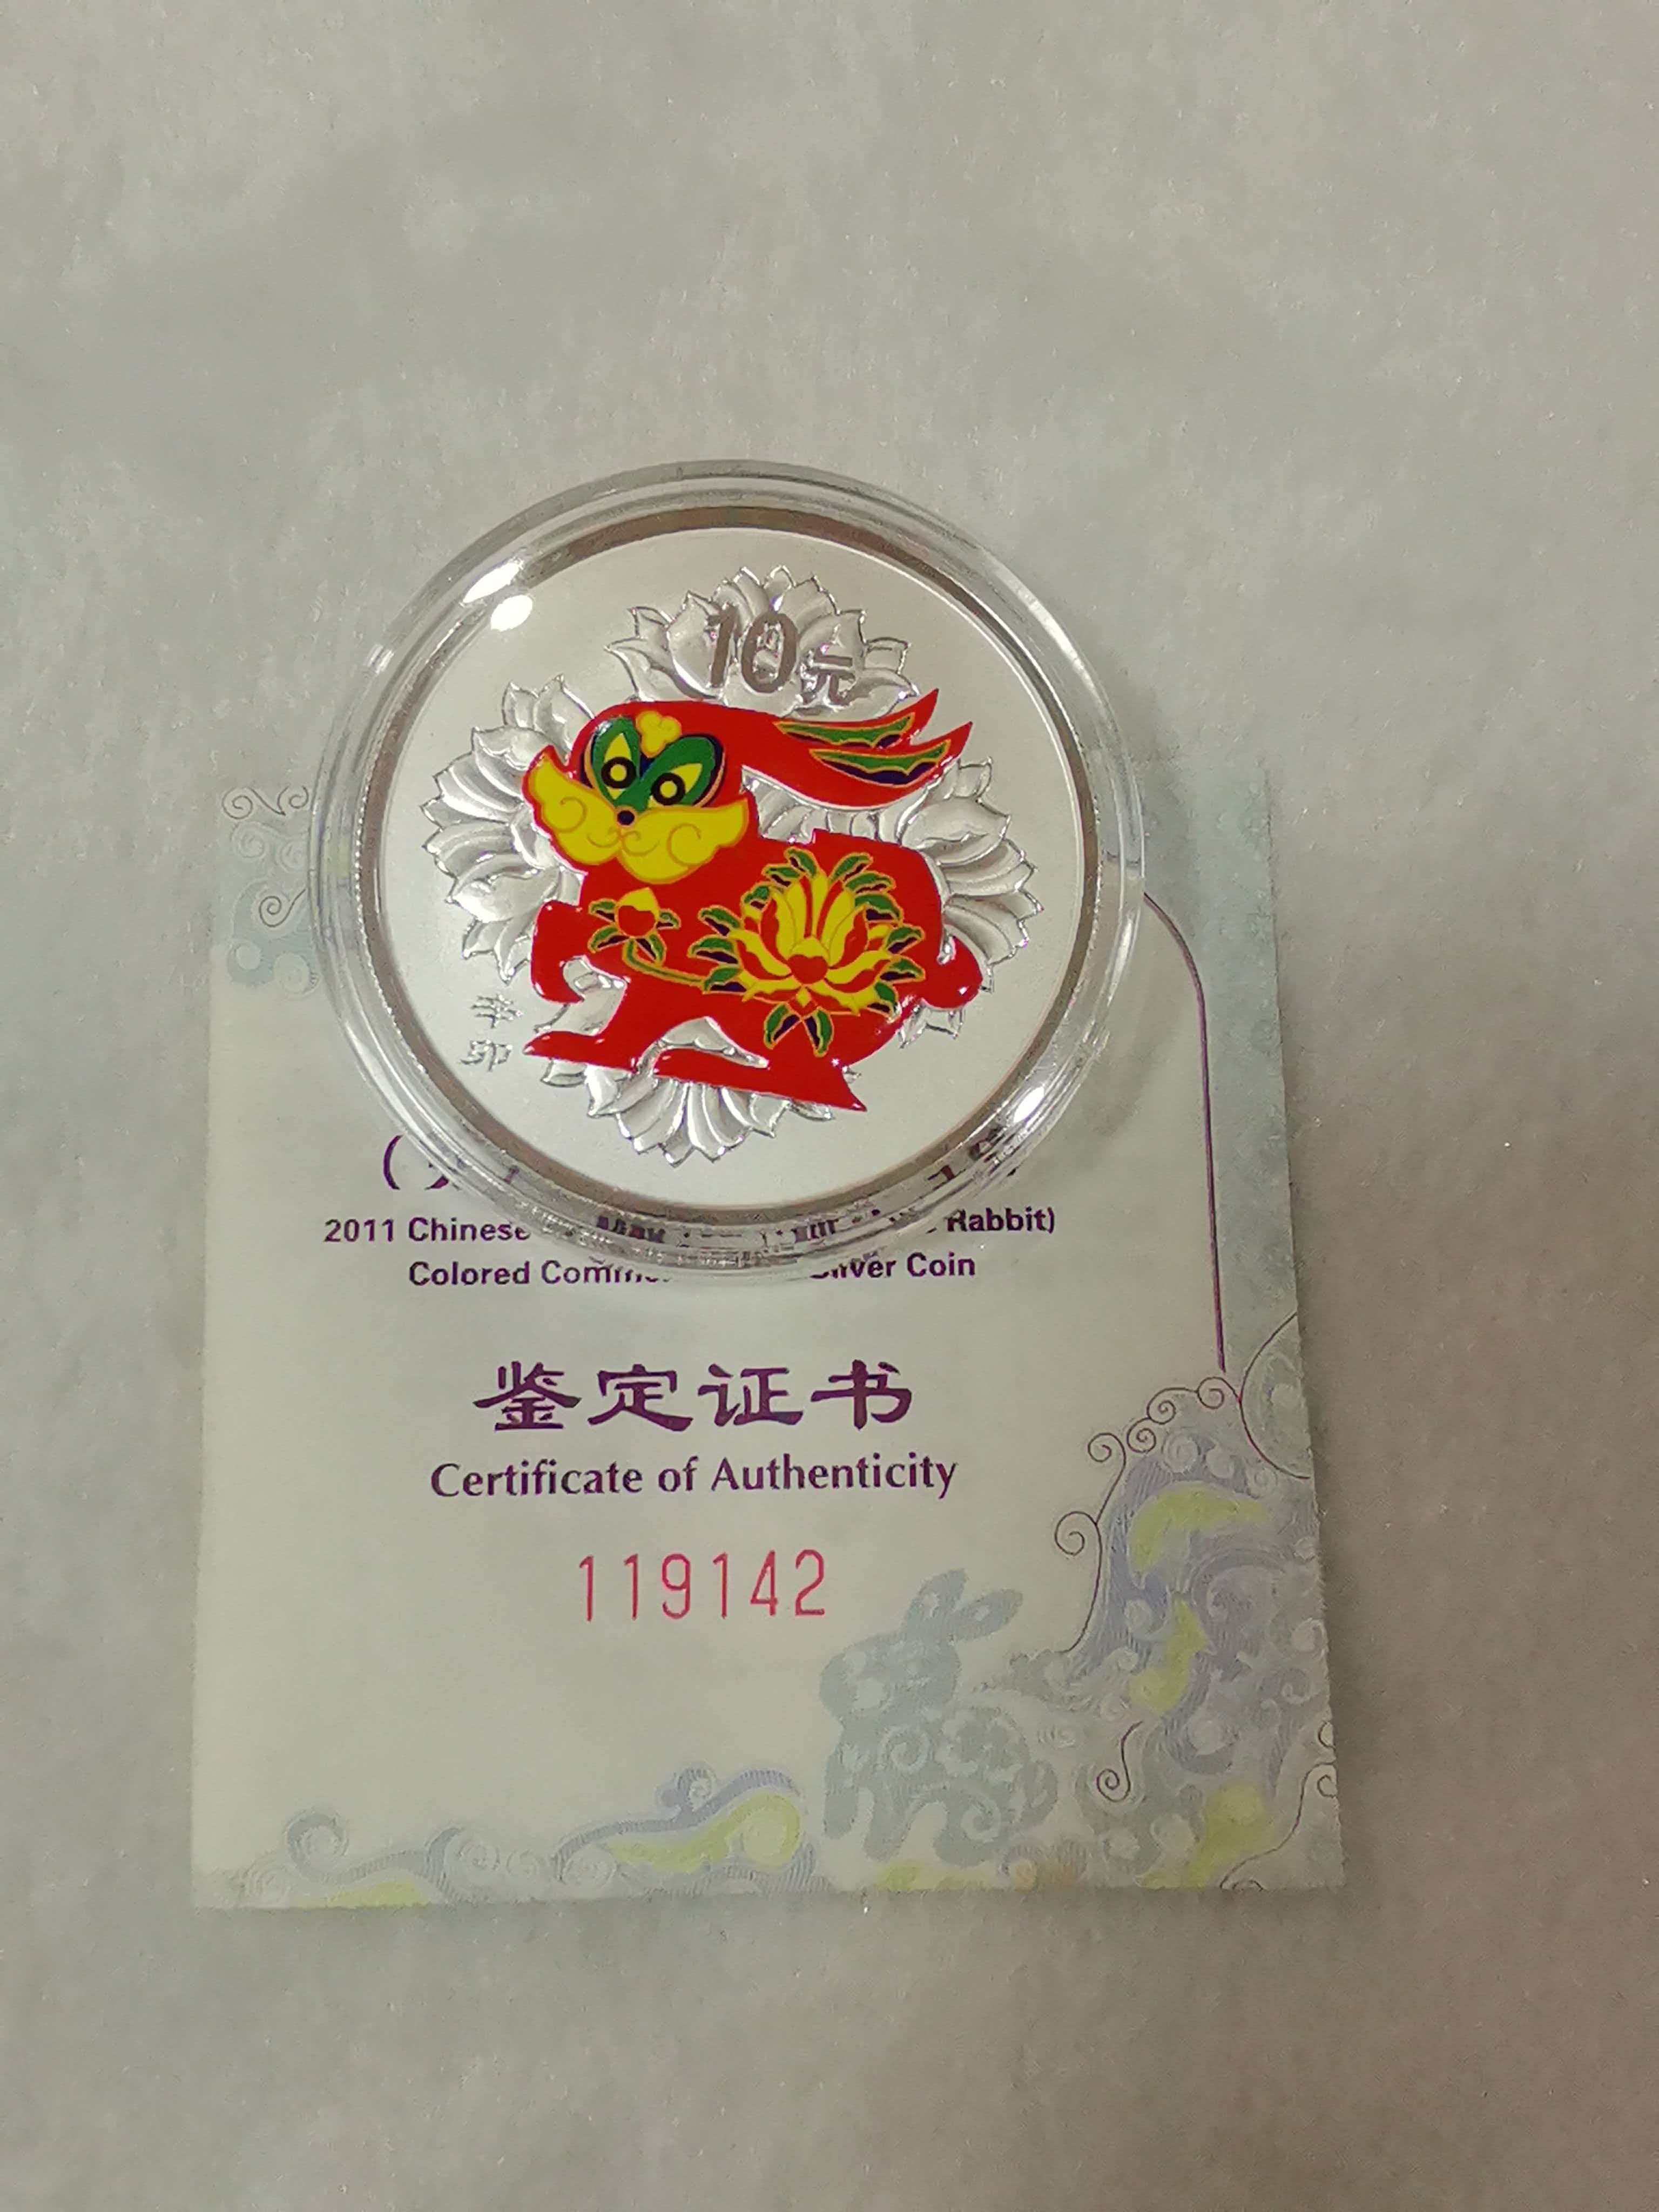 10元
辛
卯
2011 Chinese Rabbit)
Colored Silver Coin
鉴定证书
Certificate of Authenticity
119142